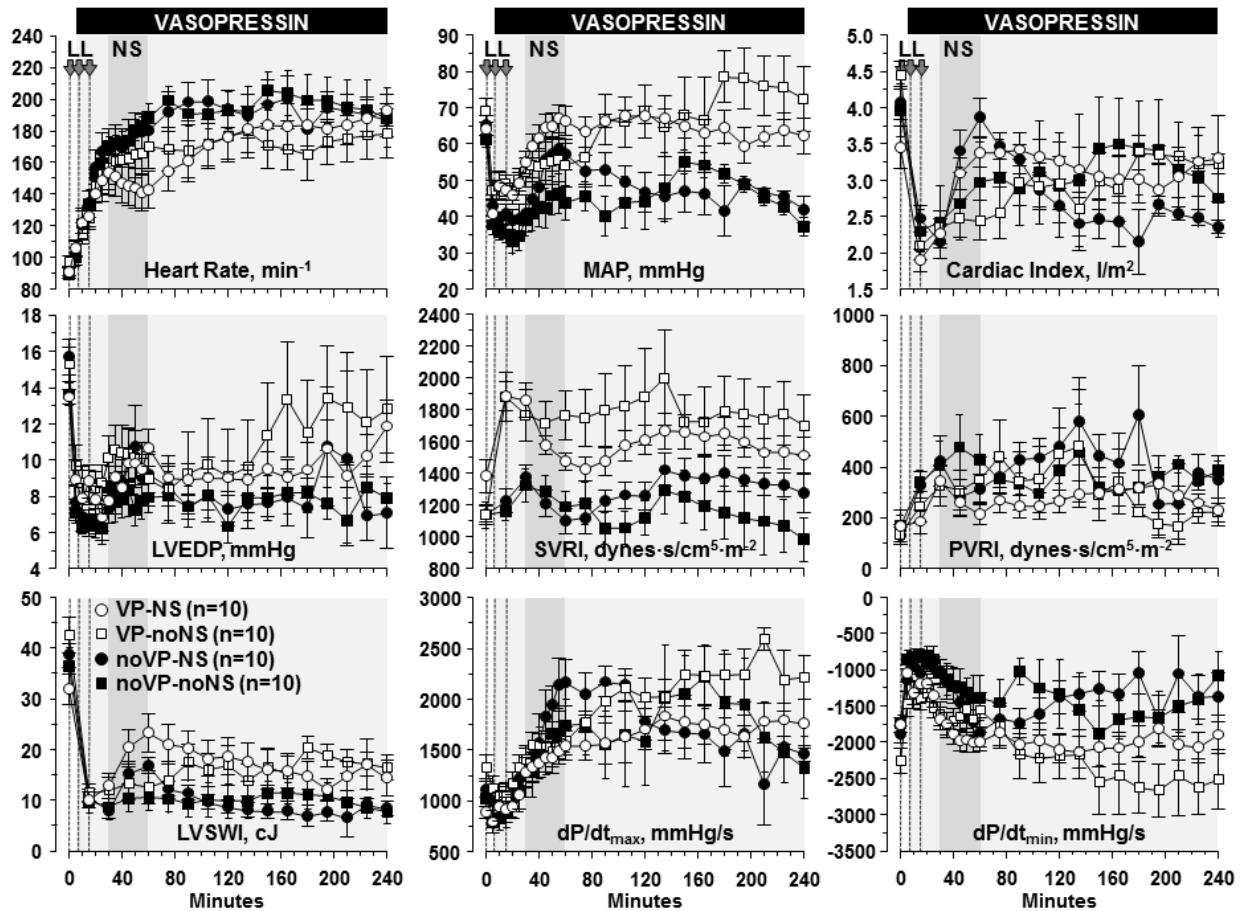 VASOPRESSIN VASOPRESSIN VASOPRESSIN
240
220
200
180
160
140
120
100
80
LL NS
Heart Rate, min⁻¹
90
80
70
60
50
40
30
20
LL NS
MAP, mmHg
5.0
4.5
4.0
3.5
3.0
2.5
2.0
1.5
LL NS
Cardiac Index, l/m²
18
16
14
12
10
8
6
4
LVEDP, mmHg
2400
2200
2000
1800
1600
1400
1200
1000
800
SVRI, dynes·s/cm⁵·m⁻²
1000
800
600
400
200
0
PVRI, dynes·s/cm⁵·m⁻²
50
40
30
20
10
0
VP-NS (n=10)
VP-noNS (n=10)
noVP-NS (n=10)
noVP-noNS (n=10)
LVSWI, cJ
0 40 80 120 160 200 240
Minutes
3000
2500
2000
1500
1000
500
dP/dtmax, mmHg/s
0 40 80 120 160 200 240
Minutes
0
-500
-1000
-1500
-2000
-2500
-3000
-3500
dP/dtmin, mmHg/s
0 40 80 120 160 200 240
Minutes